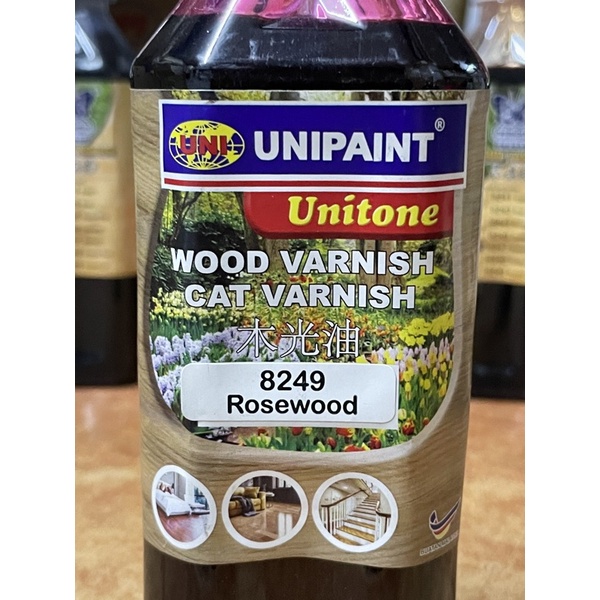 UNI
UNIPAINT®
Unitone
WOOD VARNISH
CAT VARNISH
木光油
8249
Rosewood